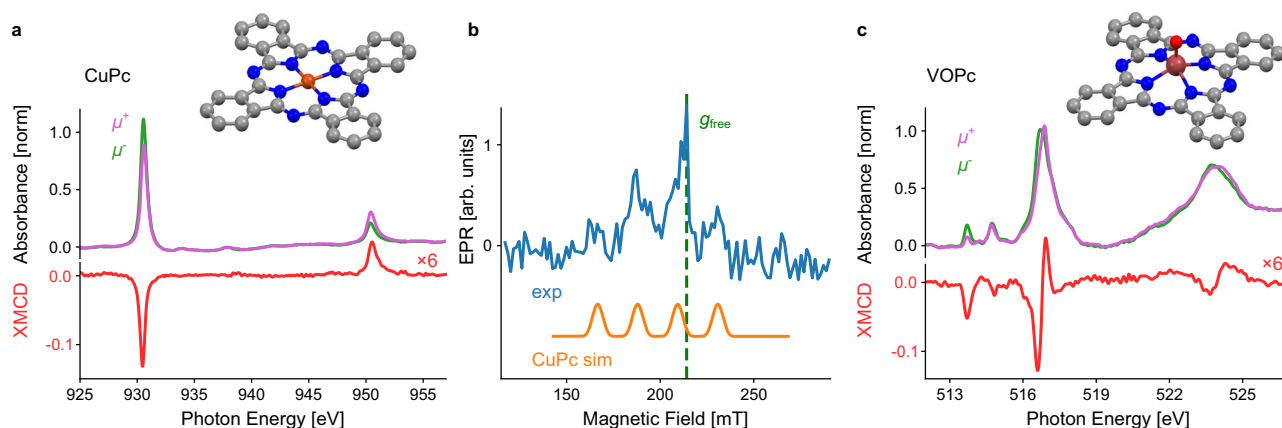 a
CuPc
μ⁺
μ⁻
Absorbance [norm]
1.0
0.5
0.0
×6
XMCD
0.0
-0.1
925 930 935 940 945 950 955
Photon Energy [eV]
b
g_free
EPR [arb. units]
1
0
exp
CuPc sim
150 200 250
Magnetic Field [mT]
c
VOPc
μ⁺
μ⁻
Absorbance [norm]
1.0
0.5
0.0
×6
XMCD
0.0
-0.1
513 516 519 522 525
Photon Energy [eV]